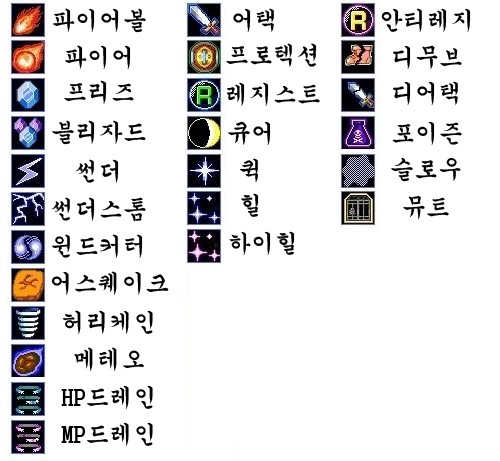 파이어볼
파이어
프리즈
블리자드
썬더
썬더스톰
윈드커터
어스퀘이크
허리케인
메테오
HP드레인
MP드레인
어택
프로텍션
R 레지스트
큐어
퀵
힐
하이힐
R 안티레지
디무브
디어택
포이즌
슬로우
뮤트